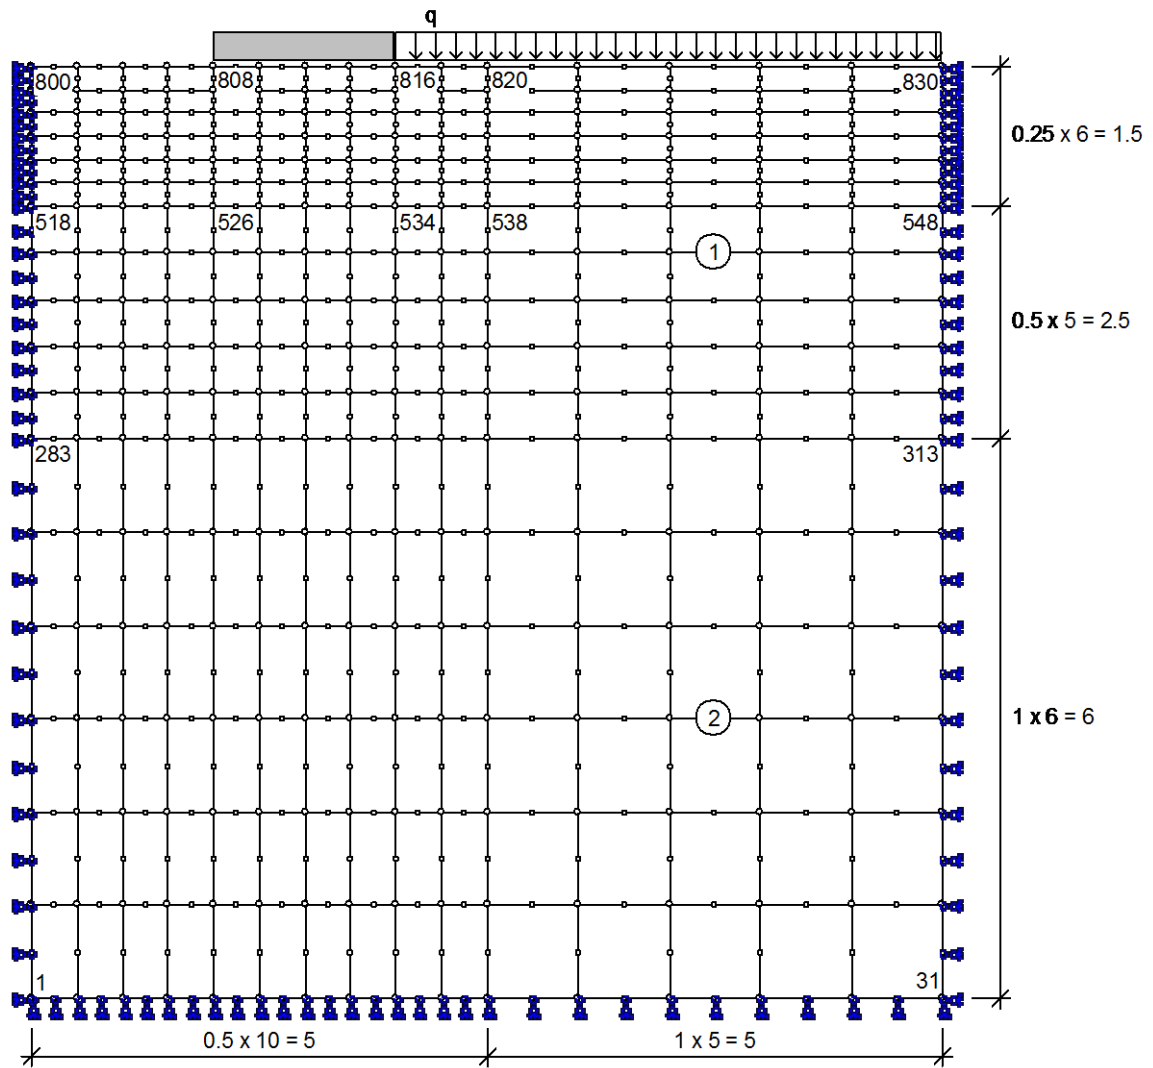 q
800 808 816 820 830
0.25 x 6 = 1.5
518 526 534 538 548
1
0.5 x 5 = 2.5
283 313
2
1 x 6 = 6
1 31
0.5 x 10 = 5 1 x 5 = 5